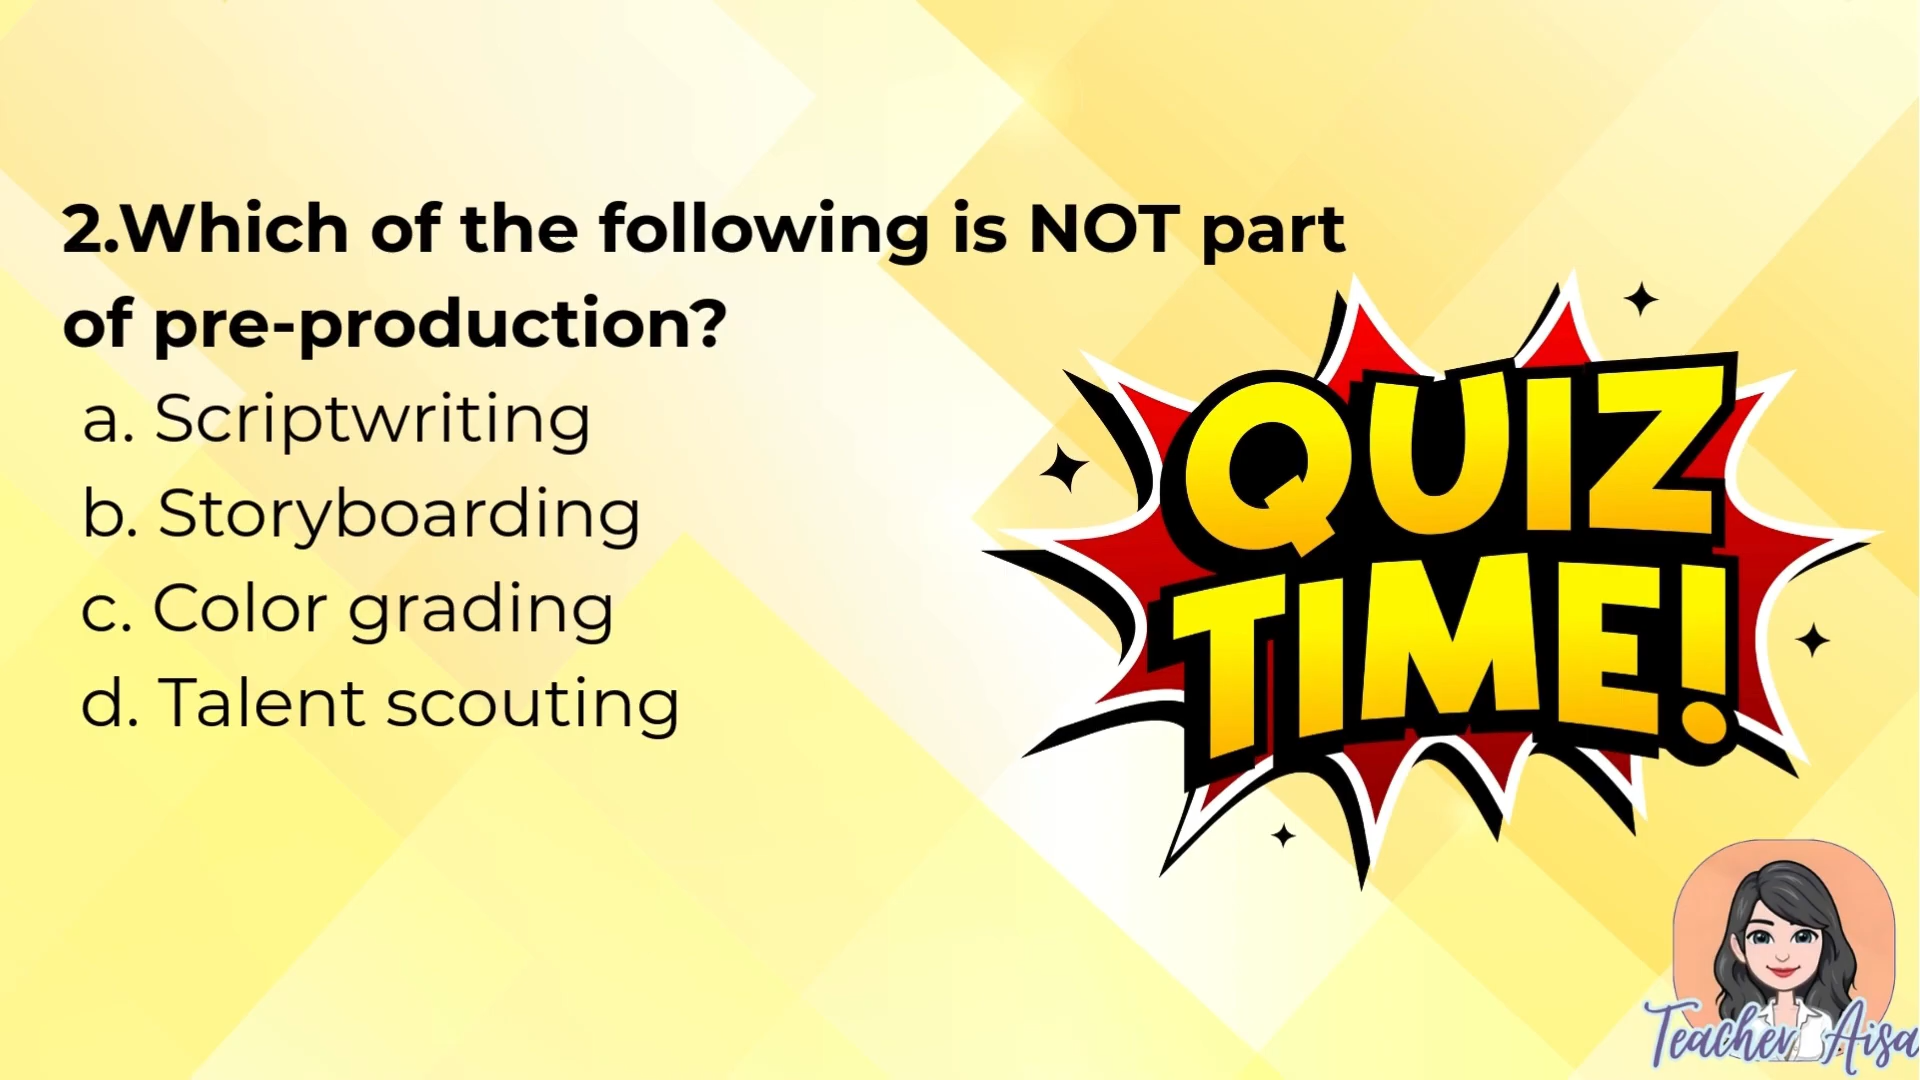 2.Which of the following is NOT part
of pre-production?
a. Scriptwriting
b. Storyboarding
c. Color grading
d. Talent scouting
QUIZ
TIME!
Teacher Aisa